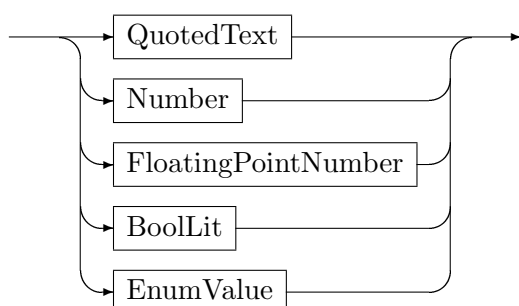 QuotedText
Number
FloatingPointNumber
BoolLit
EnumValue